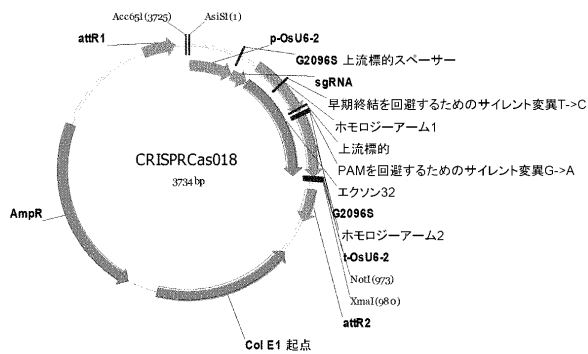 Acc65I(3725)
AsiSI(1)
attR1
p-OsU6-2
G2096S 上流標的スペーサー
sgRNA
早期終結を回避するためのサイレント変異T->C
ホモロジーアーム1
上流標的
PAMを回避するためのサイレント変異G->A
エクソン32
G2096S
ホモロジーアーム2
t-OsU6-2
NotI(973)
XmaI(980)
attR2
CRISPRCas018
3734 bp
AmpR
Col E1 起点